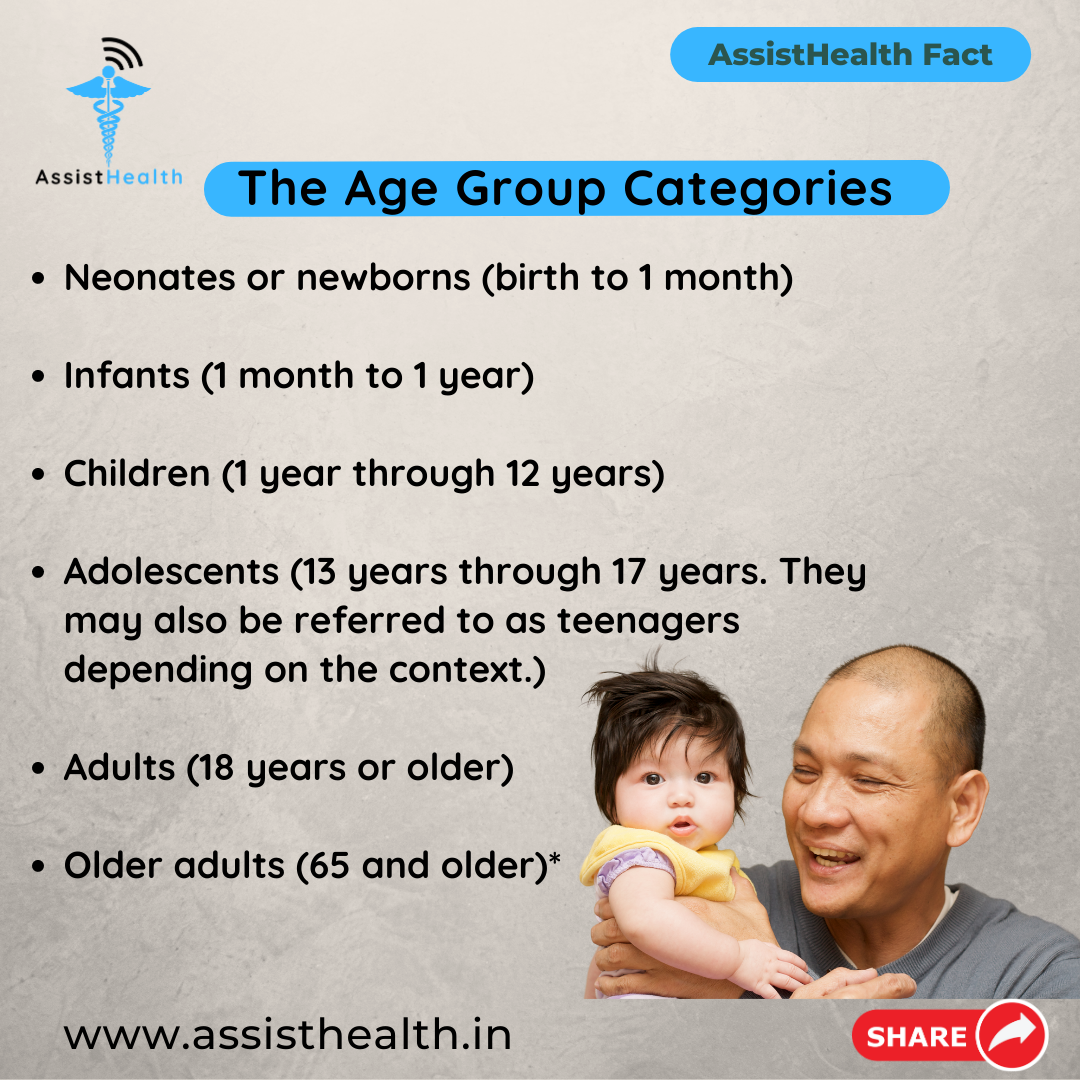 AssistHealth Fact
AssistHealth
The Age Group Categories
• Neonates or newborns (birth to 1 month)
• Infants (1 month to 1 year)
• Children (1 year through 12 years)
• Adolescents (13 years through 17 years. They
may also be referred to as teenagers
depending on the context.)
• Adults (18 years or older)
• Older adults (65 and older)*
www.assisthealth.in
SHARE